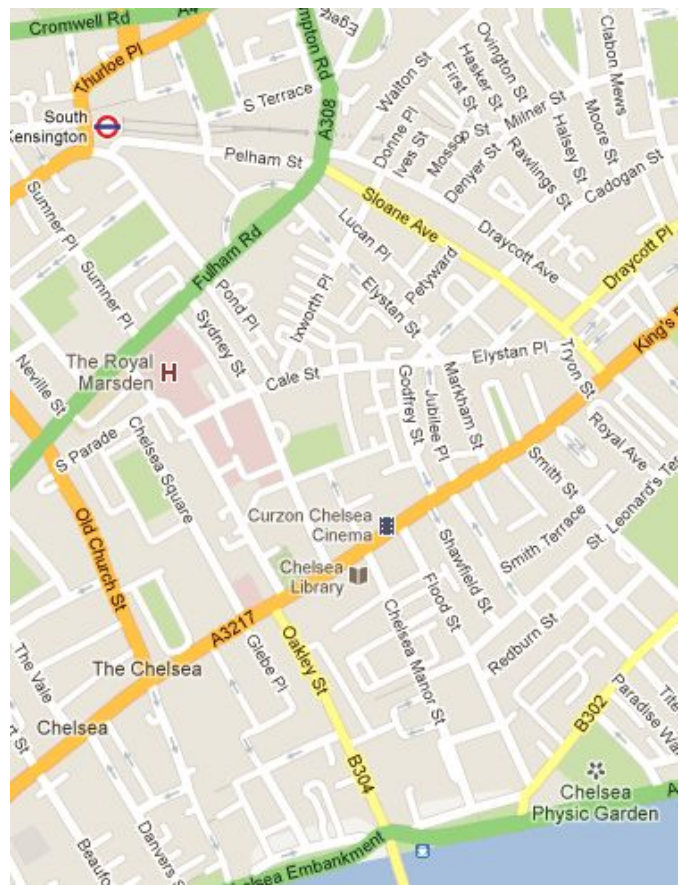 Cromwell Rd
A4
Thurloe Pl
Egert
mpton Rd
A308
S Terrace
South
Kensington
Pelham St
Walton St
Donne Pl
Ives St
First St
Hasker St
Ovington St
Mossop St
Denyer St
Milner St
Rawlings St
Halsey St
Moore St
Clabon Mews
Cadogan St
Sumner Pl
Sumner Pl
Fulham Rd
Lucan Pl
Sloane Ave
Petyward
Draycott Ave
Draycott Pl
Elystan St
Ixworth Pl
Pond Pl
Sydney St
The Royal
Marsden
H
Neville St
Cale St
Elystan Pl
Tryon St
King's
Godfrey St
Jubilee Pl
Markham St
Royal Ave
S Parade
Chelsea Square
Old Church St
Smith St
St. Leonard's Ter
Curzon Chelsea
Cinema
Chelsea
Library
Smith Terrace
Shawfield St
Flood St
Chelsea Manor St
Redburn St
A3217
Oakley St
Glebe Pl
The Chelsea
The Vale
Chelsea
rt St
B302
Paradise Wa
Tite
B304
Chelsea
Physic Garden
A
Danvers S
Beaufo
elsea Embankment